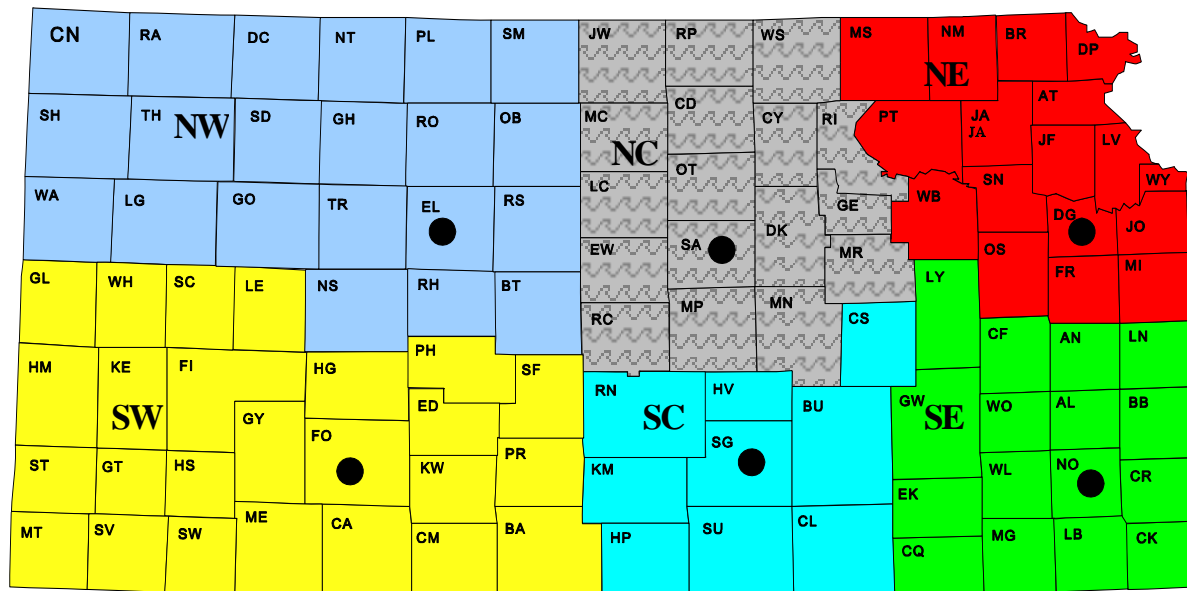 CN RA DC NT PL SM JW RP WS MS NM BR DP
NW NC NE
SH TH SD GH RO OB MC CD CY RI PT JA AT
JA JF LV
WA LG GO TR EL RS LC OT GE WB SN WY
EW SA DK MR OS DG JO
GL WH SC LE NS RH BT RC MP MN LY FR MI
CS CF AN LN
HM KE FI HG PH SF
SW SC SE
GY ED RN HV BU GW WO AL BB
FO SG
ST GT HS KW PR KM WL NO CR
EK
MT SV SW ME CA CM BA HP SU CL CQ MG LB CK